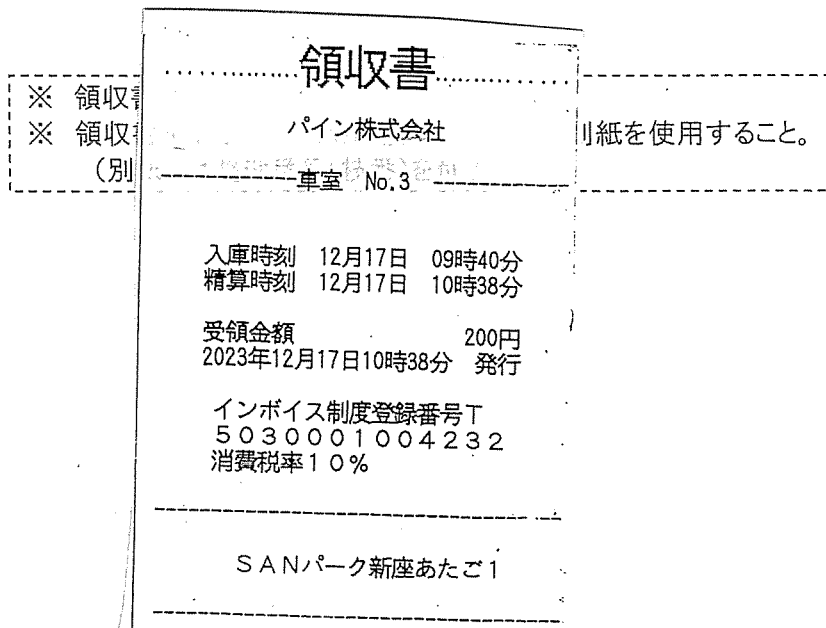 領収書
※ 領収
※ 領収
別紙を使用すること。
(別
パイン株式会社
車室 No.3
入庫時刻 12月17日 09時40分
精算時刻 12月17日 10時38分
受領金額 200円
2023年12月17日10時38分 発行
インボイス制度登録番号T
5030001004232
消費税率10%
SANパーク新座あたご1